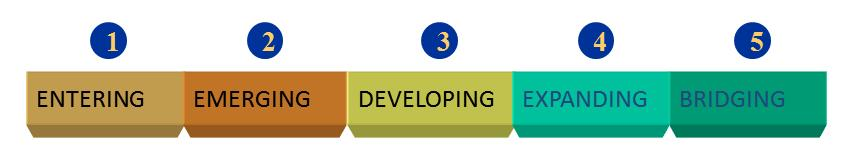 1 2 3 4 5
ENTERING EMERGING DEVELOPING EXPANDING BRIDGING